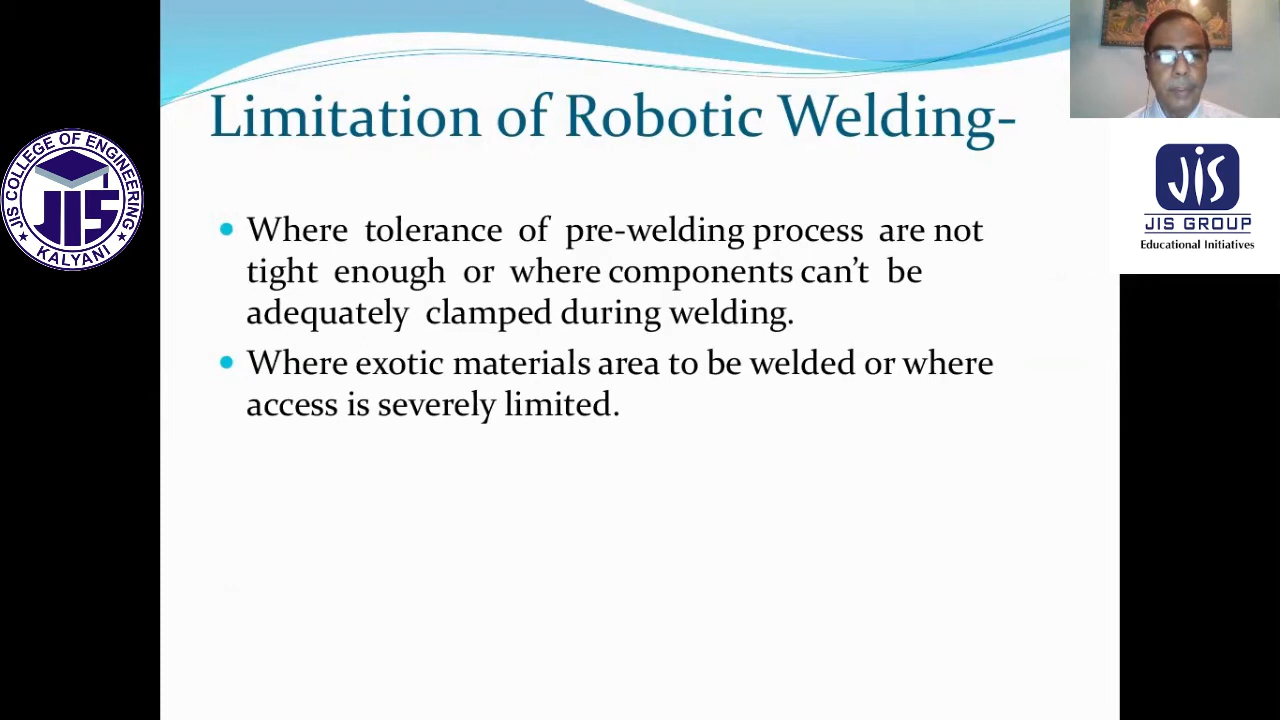 Limitation of Robotic Welding-
Where tolerance of pre-welding process are not
tight enough or where components can’t be
adequately clamped during welding.
Where exotic materials area to be welded or where
access is severely limited.
JIS COLLEGE OF ENGINEERING
JIS
KALYANI
JIS
JIS GROUP
Educational Initiatives